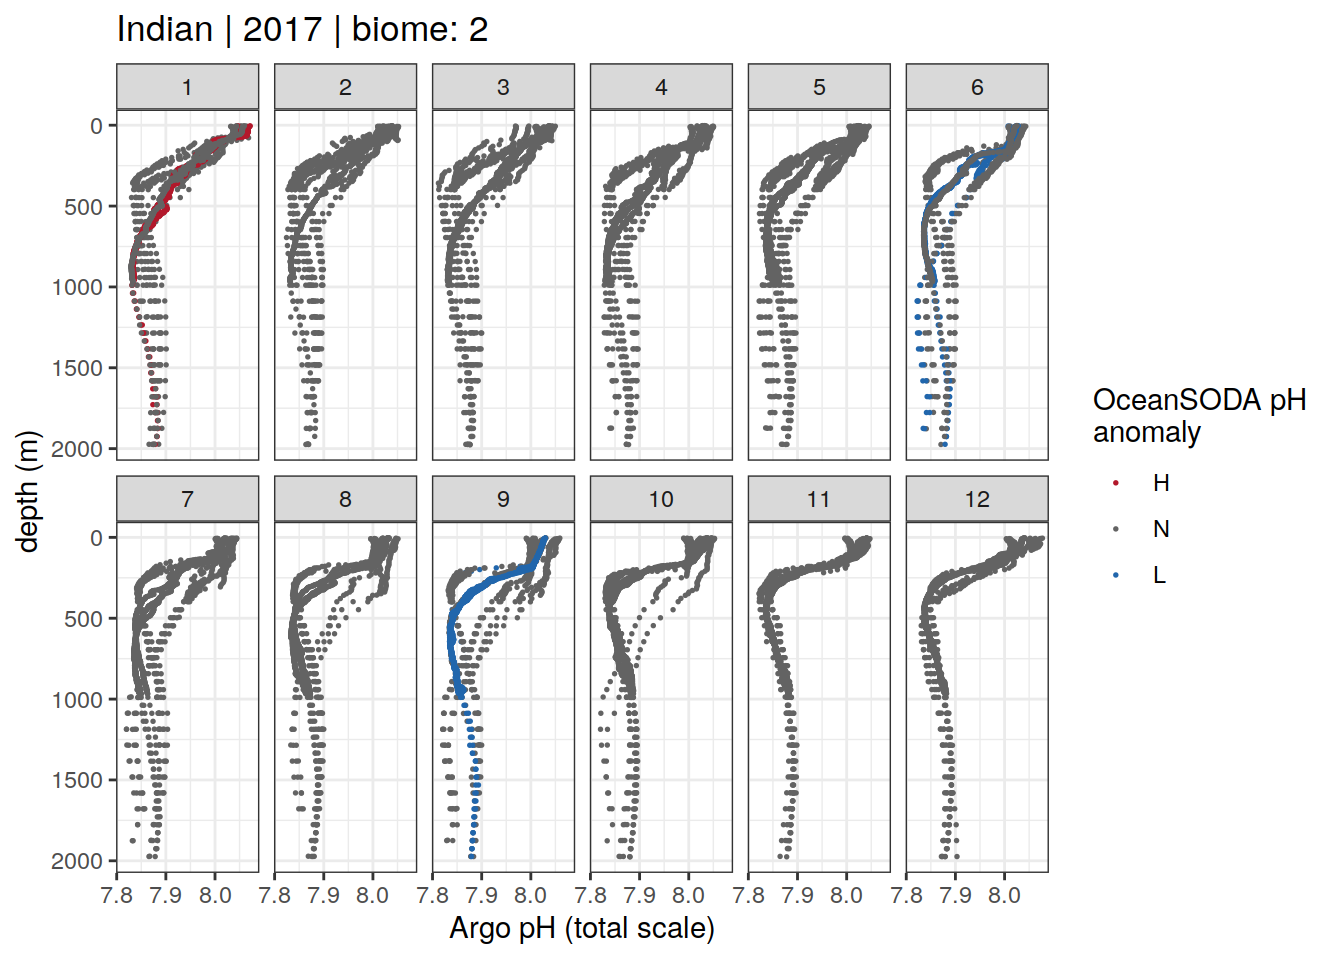 Indian | 2017 | biome: 2
1 2 3 4 5 6
0
500
1000
1500
2000
7 8 9 10 11 12
0
500
1000
1500
2000
7.8 7.9 8.0 7.8 7.9 8.0 7.8 7.9 8.0 7.8 7.9 8.0 7.8 7.9 8.0 7.8 7.9 8.0
Argo pH (total scale)
depth (m)
OceanSODA pH
anomaly
H
N
L